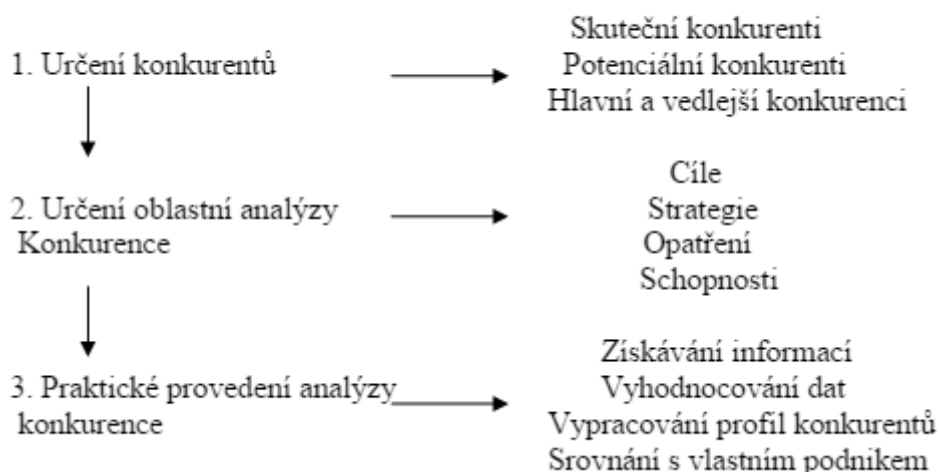 Skuteční konkurenti
1. Určení konkurentů
Potenciální konkurenti
Hlavní a vedlejší konkurenci
Cíle
2. Určení oblastní analýzy
Strategie
Konkurence
Opatření
Schopnosti
Získávání informací
3. Praktické provedení analýzy
Vyhodnocování dat
konkurence
Vypracování profil konkurentů
Srovnání s vlastním podnikem